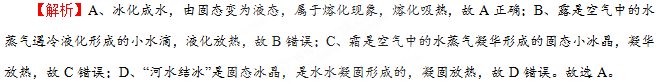 【解析】A、冰化成水，由固态变为液态，属于熔化现象，熔化吸热，故 A 正确；B、露是空气中的水
蒸气遇冷液化形成的小水滴，液化放热，故 B 错误；C、霜是空气中的水蒸气凝华形成的固态小冰晶，凝华
放热，故 C 错误；D、“河水结冰”是固态冰晶，是水水凝固形成的，凝固放热，故 D 错误。故选 A。